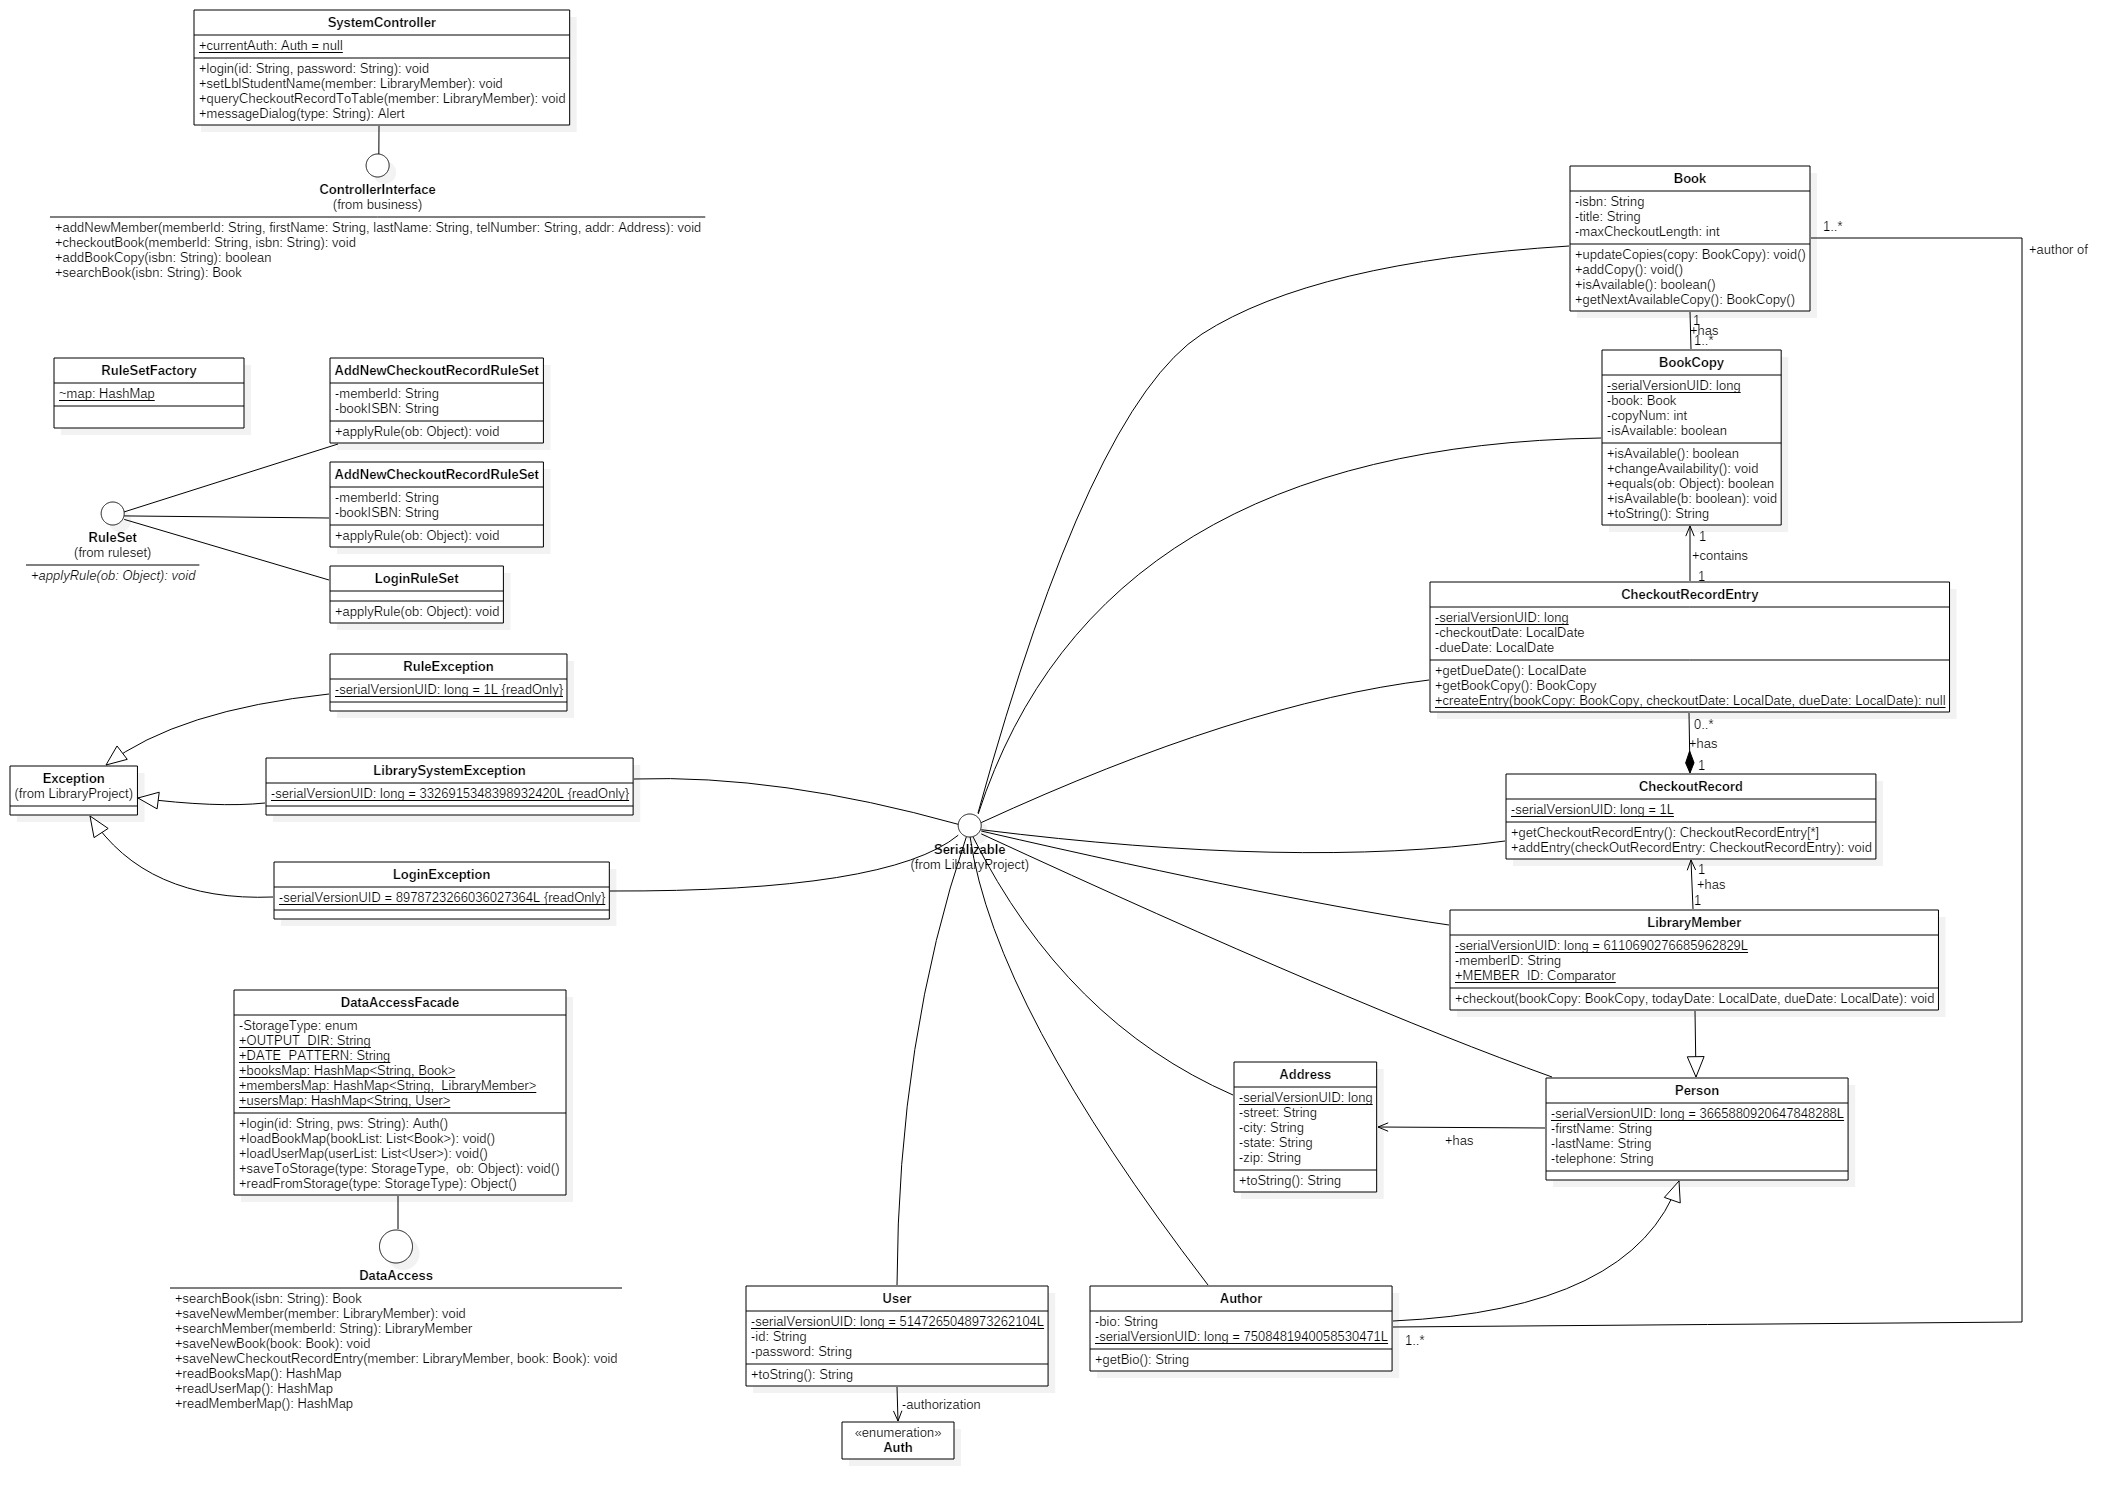 SystemController
+currentAuth: Auth = null
+login(id: String, password: String): void
+setLblStudentName(member: LibraryMember): void
+queryCheckoutRecordToTable(member: LibraryMember): void
+messageDialog(type: String): Alert
ControllerInterface
(from business)
+addNewMember(memberId: String, firstName: String, lastName: String, telNumber: String, addr: Address): void
+checkoutBook(memberId: String, isbn: String): void
+addBookCopy(isbn: String): boolean
+searchBook(isbn: String): Book
RuleSetFactory
~map: HashMap
AddNewCheckoutRecordRuleSet
-memberId: String
-bookISBN: String
+applyRule(ob: Object): void
AddNewCheckoutRecordRuleSet
-memberId: String
-bookISBN: String
+applyRule(ob: Object): void
RuleSet
(from ruleset)
+applyRule(ob: Object): void
LoginRuleSet
+applyRule(ob: Object): void
RuleException
-serialVersionUID: long = 1L {readOnly}
Exception
(from LibraryProject)
LibrarySystemException
-serialVersionUID: long = 3326915348398932420L {readOnly}
LoginException
-serialVersionUID = 8978723266036027364L {readOnly}
Serializable
(from LibraryProject)
DataAccessFacade
-StorageType: enum
+OUTPUT_DIR: String
+DATE_PATTERN: String
+booksMap: HashMap<String, Book>
+membersMap: HashMap<String, LibraryMember>
+usersMap: HashMap<String, User>
+login(id: String, pws: String): Auth()
+loadBookMap(bookList: List<Book>): void()
+loadUserMap(userList: List<User>): void()
+saveToStorage(type: StorageType, ob: Object): void()
+readFromStorage(type: StorageType): Object()
DataAccess
+searchBook(isbn: String): Book
+saveNewMember(member: LibraryMember): void
+searchMember(memberId: String): LibraryMember
+saveNewBook(book: Book): void
+saveNewCheckoutRecordEntry(member: LibraryMember, book: Book): void
+readBooksMap(): HashMap
+readUserMap(): HashMap
+readMemberMap(): HashMap
Book
-isbn: String
-title: String
-maxCheckoutLength: int
+updateCopies(copy: BookCopy): void()
+addCopy(): void()
+isAvailable(): boolean()
+getNextAvailableCopy(): BookCopy()
1..*
+author of
1
+has
1..*
BookCopy
-serialVersionUID: long
-book: Book
-copyNum: int
-isAvailable: boolean
+isAvailable(): boolean
+changeAvailability(): void
+equals(ob: Object): boolean
+isAvailable(b: boolean): void
+toString(): String
1
+contains
1
CheckoutRecordEntry
-serialVersionUID: long
-checkoutDate: LocalDate
-dueDate: LocalDate
+getDueDate(): LocalDate
+getBookCopy(): BookCopy
+createEntry(bookCopy: BookCopy, checkoutDate: LocalDate, dueDate: LocalDate): null
0..*
+has
1
CheckoutRecord
-serialVersionUID: long = 1L
+getCheckoutRecordEntry(): CheckoutRecordEntry[*]
+addEntry(checkOutRecordEntry: CheckoutRecordEntry): void
1
+has
1
LibraryMember
-serialVersionUID: long = 6110690276685962829L
-memberID: String
+MEMBER_ID: Comparator
+checkout(bookCopy: BookCopy, todayDate: LocalDate, dueDate: LocalDate): void
Address
-serialVersionUID: long
-street: String
-city: String
-state: String
-zip: String
+toString(): String
+has
Person
-serialVersionUID: long = 3665880920647848288L
-firstName: String
-lastName: String
-telephone: String
User
-serialVersionUID: long = 5147265048973262104L
-id: String
-password: String
+toString(): String
-authorization
«enumeration»
Auth
Author
-bio: String
-serialVersionUID: long = 7508481940058530471L
+getBio(): String
1..*